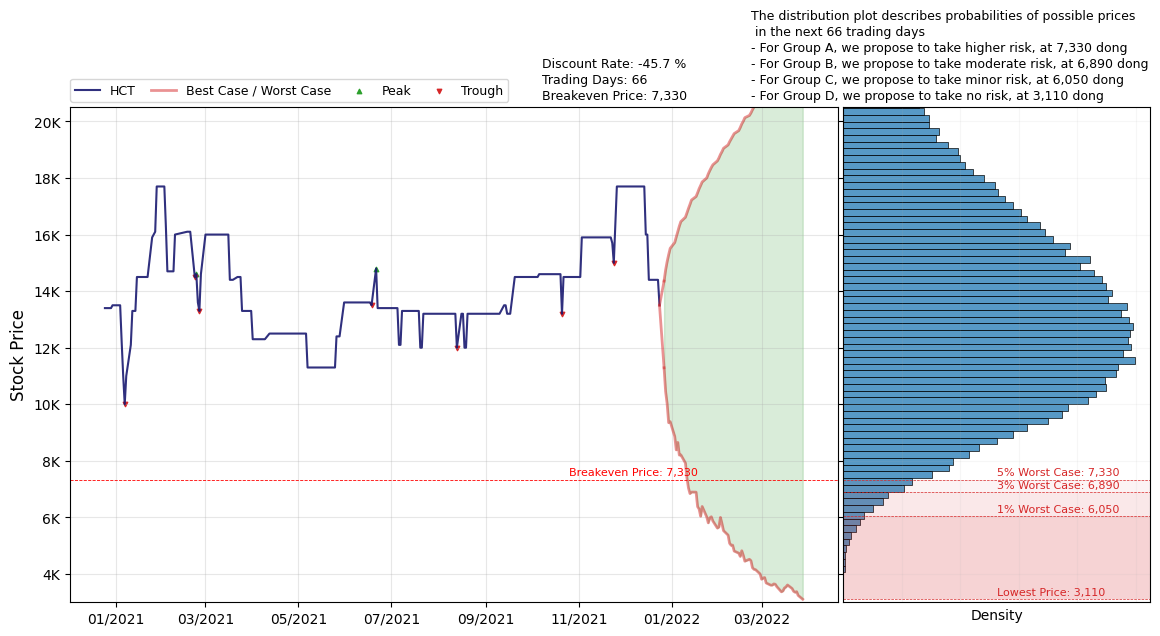 The distribution plot describes probabilities of possible prices
in the next 66 trading days
- For Group A, we propose to take higher risk, at 7,330 dong
- For Group B, we propose to take moderate risk, at 6,890 dong
- For Group C, we propose to take minor risk, at 6,050 dong
- For Group D, we propose to take no risk, at 3,110 dong
Discount Rate: -45.7 %
Trading Days: 66
Breakeven Price: 7,330
HCT
Best Case / Worst Case
Peak
Trough
Stock Price
20K
18K
16K
14K
12K
10K
8K
6K
4K
Breakeven Price: 7,330
01/2021
03/2021
05/2021
07/2021
09/2021
11/2021
01/2022
03/2022
5% Worst Case: 7,330
3% Worst Case: 6,890
1% Worst Case: 6,050
Lowest Price: 3,110
Density